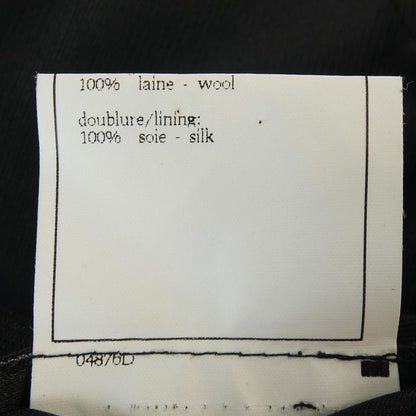 100% laine - wool
doublure/lining:
100% soie - silk
04876D